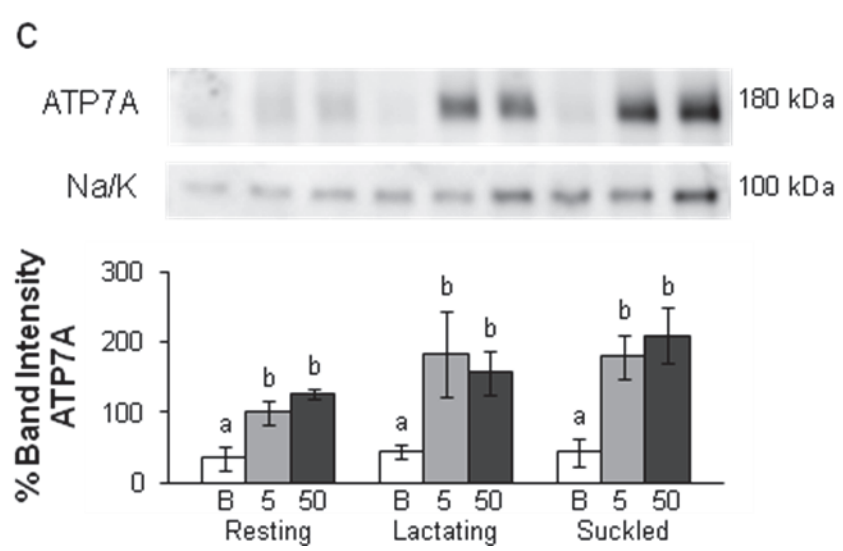 C
ATP7A 180 kDa
Na/K 100 kDa
% Band Intensity
ATP7A
300
200
100
0
a b b a b b a b b
B 5 50 B 5 50 B 5 50
Resting Lactating Suckled